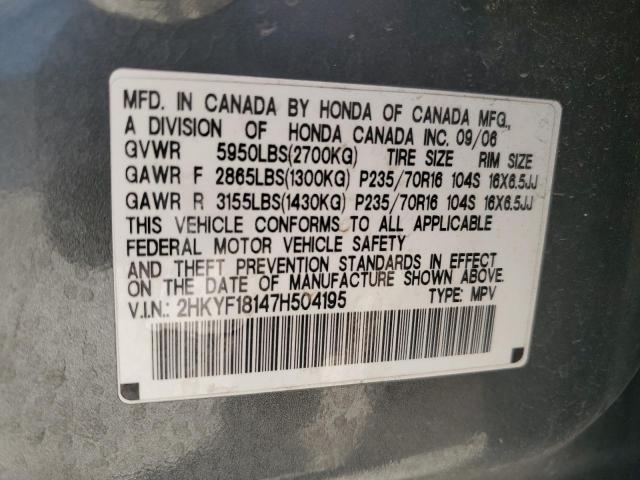 MFD. IN CANADA BY HONDA OF CANADA MFG.,
A DIVISION OF HONDA CANADA INC. 09/06
GVWR 5950LBS(2700KG) TIRE SIZE RIM SIZE
GAWR F 2865LBS(1300KG) P235/70R16 104S 16X6.5JJ
GAWR R 3155LBS(1430KG) P235/70R16 104S 16X6.5JJ
THIS VEHICLE CONFORMS TO ALL APPLICABLE
FEDERAL MOTOR VEHICLE SAFETY
AND THEFT PREVENTION STANDARDS IN EFFECT
ON THE DATE OF MANUFACTURE SHOWN ABOVE.
V.I.N.: 2HKYF18147H504195 TYPE: MPV